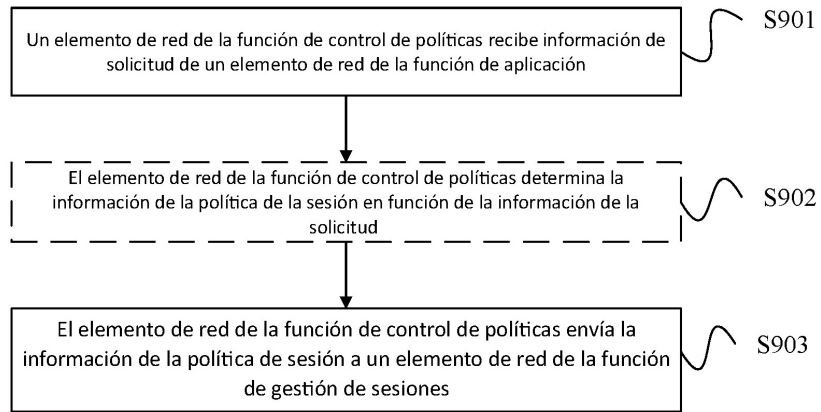 Un elemento de red de la función de control de políticas recibe información de
solicitud de un elemento de red de la función de aplicación
S901
El elemento de red de la función de control de políticas determina la
información de la política de la sesión en función de la información de la
solicitud
S902
El elemento de red de la función de control de políticas envía la
información de la política de sesión a un elemento de red de la función
de gestión de sesiones
S903